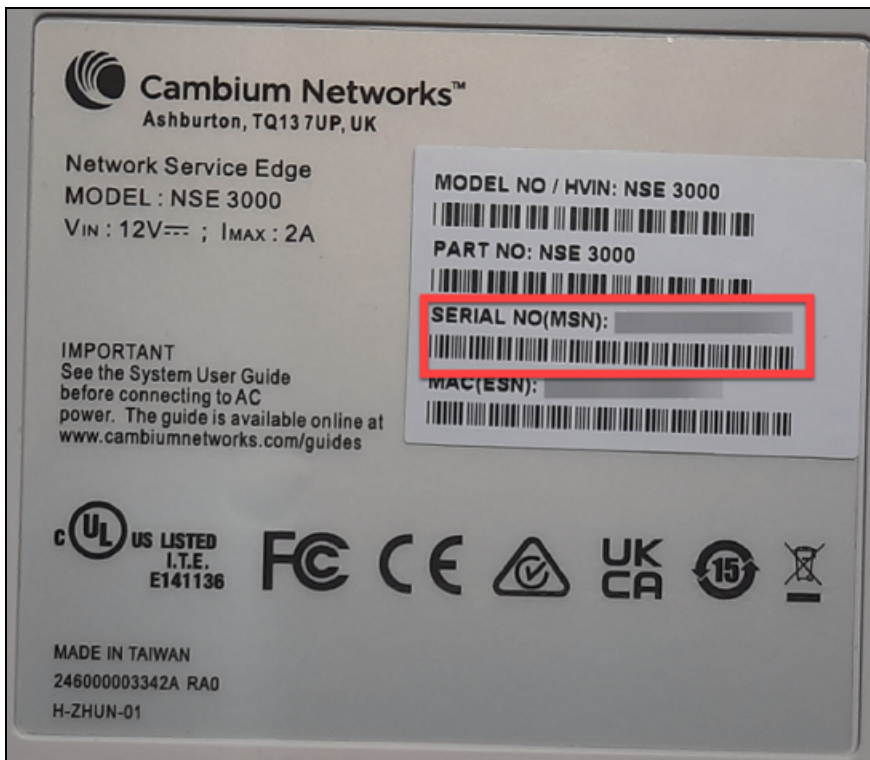 Cambium Networks™
Ashburton, TQ13 7UP, UK
Network Service Edge
MODEL : NSE 3000
VIN : 12V⎓ ; IMAX : 2A
MODEL NO / HVIN: NSE 3000
PART NO: NSE 3000
SERIAL NO(MSN):
MAC(ESN):
IMPORTANT
See the System User Guide
before connecting to AC
power. The guide is available online at
www.cambiumnetworks.com/guides
C UL US LISTED
I.T.E.
E141136
FC CE UK
CA 15
MADE IN TAIWAN
246000003342A RA0
H-ZHUN-01